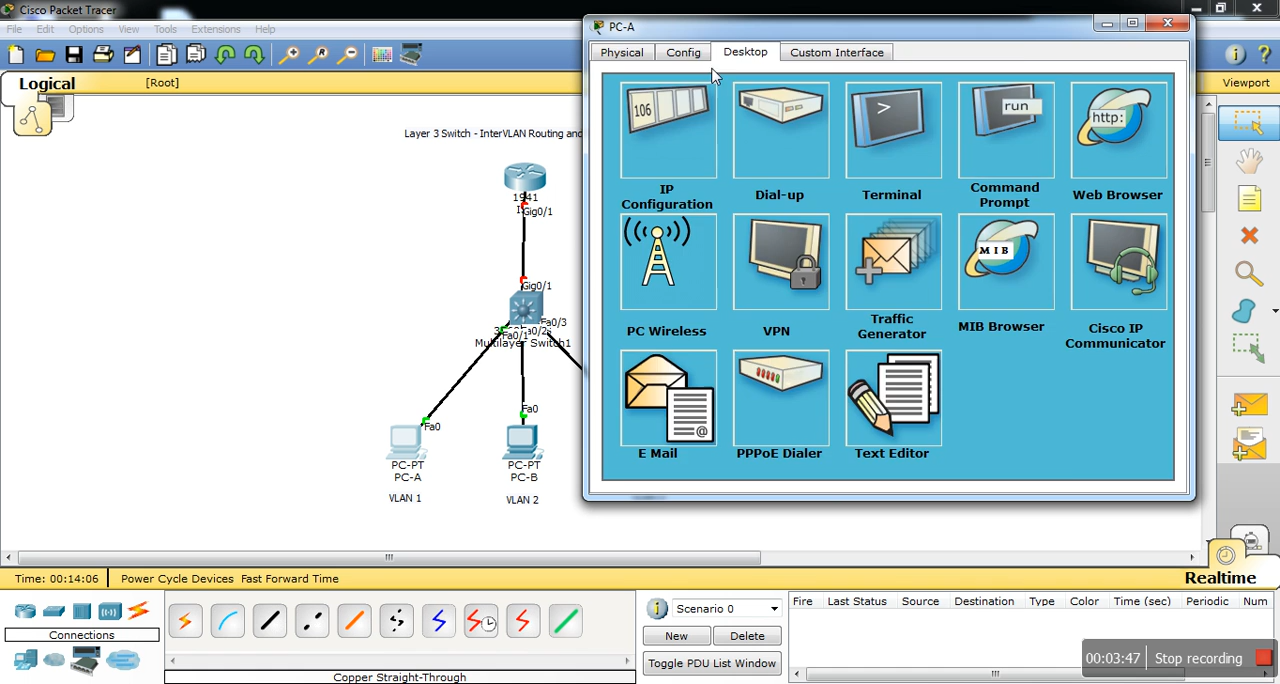 Cisco Packet Tracer
PC-A
File Edit Options View Tools Extensions Help
Physical Config Desktop Custom Interface
Logical
[Root]
Viewport
Layer 3 Switch - InterVLAN Routing and
106
>
run
http:
IP Configuration
Dial-up
Terminal
Command Prompt
Web Browser
1941
Gig0/1
Gig0/1
Fa0/3
Fa0/1
Multilayer Switch1
Fa0
Fa0
PC-PT
PC-A
VLAN 1
PC-PT
PC-B
VLAN 2
MIB
PC Wireless
VPN
Traffic Generator
MIB Browser
Cisco IP Communicator
@
E Mail
PPPoE Dialer
Text Editor
Time: 00:14:06
Power Cycle Devices Fast Forward Time
Realtime
Connections
Copper Straight-Through
Scenario 0
New
Delete
Toggle PDU List Window
Fire Last Status Source Destination Type Color Time (sec) Periodic Num
00:03:47 Stop recording